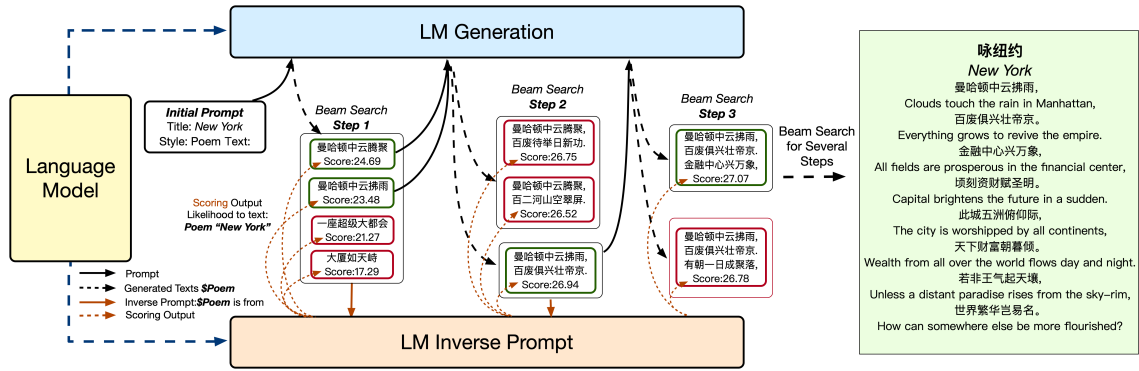 LM Generation
Language
Model
Initial Prompt
Title: New York
Style: Poem Text:
Beam Search
Step 1
曼哈顿中云腾聚
Score:24.69
曼哈顿中云拂雨
Score:23.48
一座超级大都会
Score:21.27
大厦如天峙
Score:17.29
Scoring Output
Likelihood to text:
Poem “New York”
Beam Search
Step 2
曼哈顿中云腾聚,
百废待举日新功.
Score:26.75
曼哈顿中云拂雨,
百二河山空翠屏.
Score:26.52
曼哈顿中云拂雨,
百废俱兴壮帝京.
Score:26.94
Beam Search
Step 3
曼哈顿中云拂雨,
百废俱兴壮帝京.
金融中心兴万象,
Score:27.07
曼哈顿中云拂雨,
百废俱兴壮帝京.
有朝一日成聚落,
Score:26.78
Beam Search
for Several
Steps
Prompt
Generated Texts $Poem
Inverse Prompt:$Poem is from
Scoring Output
LM Inverse Prompt
咏纽约
New York
曼哈顿中云拂雨,
Clouds touch the rain in Manhattan,
百废俱兴壮帝京。
Everything grows to revive the empire.
金融中心兴万象,
All fields are prosperous in the financial center,
顷刻资财赋圣明。
Capital brightens the future in a sudden.
此城五洲俯仰际,
The city is worshipped by all continents,
天下财富朝暮倾。
Wealth from all over the world flows day and night.
若非王气起天壤,
Unless a distant paradise rises from the sky-rim,
世界繁华岂易名。
How can somewhere else be more flourished?